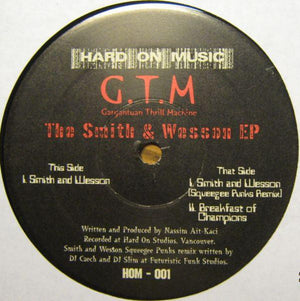 HARD ON MUSIC
G.T.M
Gargantuan Thrill Machine
The Smith & Wesson EP
This Side
i. Smith and Wesson
That Side
i. Smith and Wesson
(Squeegee Punks Remix)
ii. Breakfast of
Champions
Written and Produced by Nassim Ait-Kaci
Recorded at Hard On Studios, Vancouver.
Smith and Weston Squeegee Punks remix written by
DJ Czech and DJ Slim at Futuristic Funk Studios.
HOM - 001